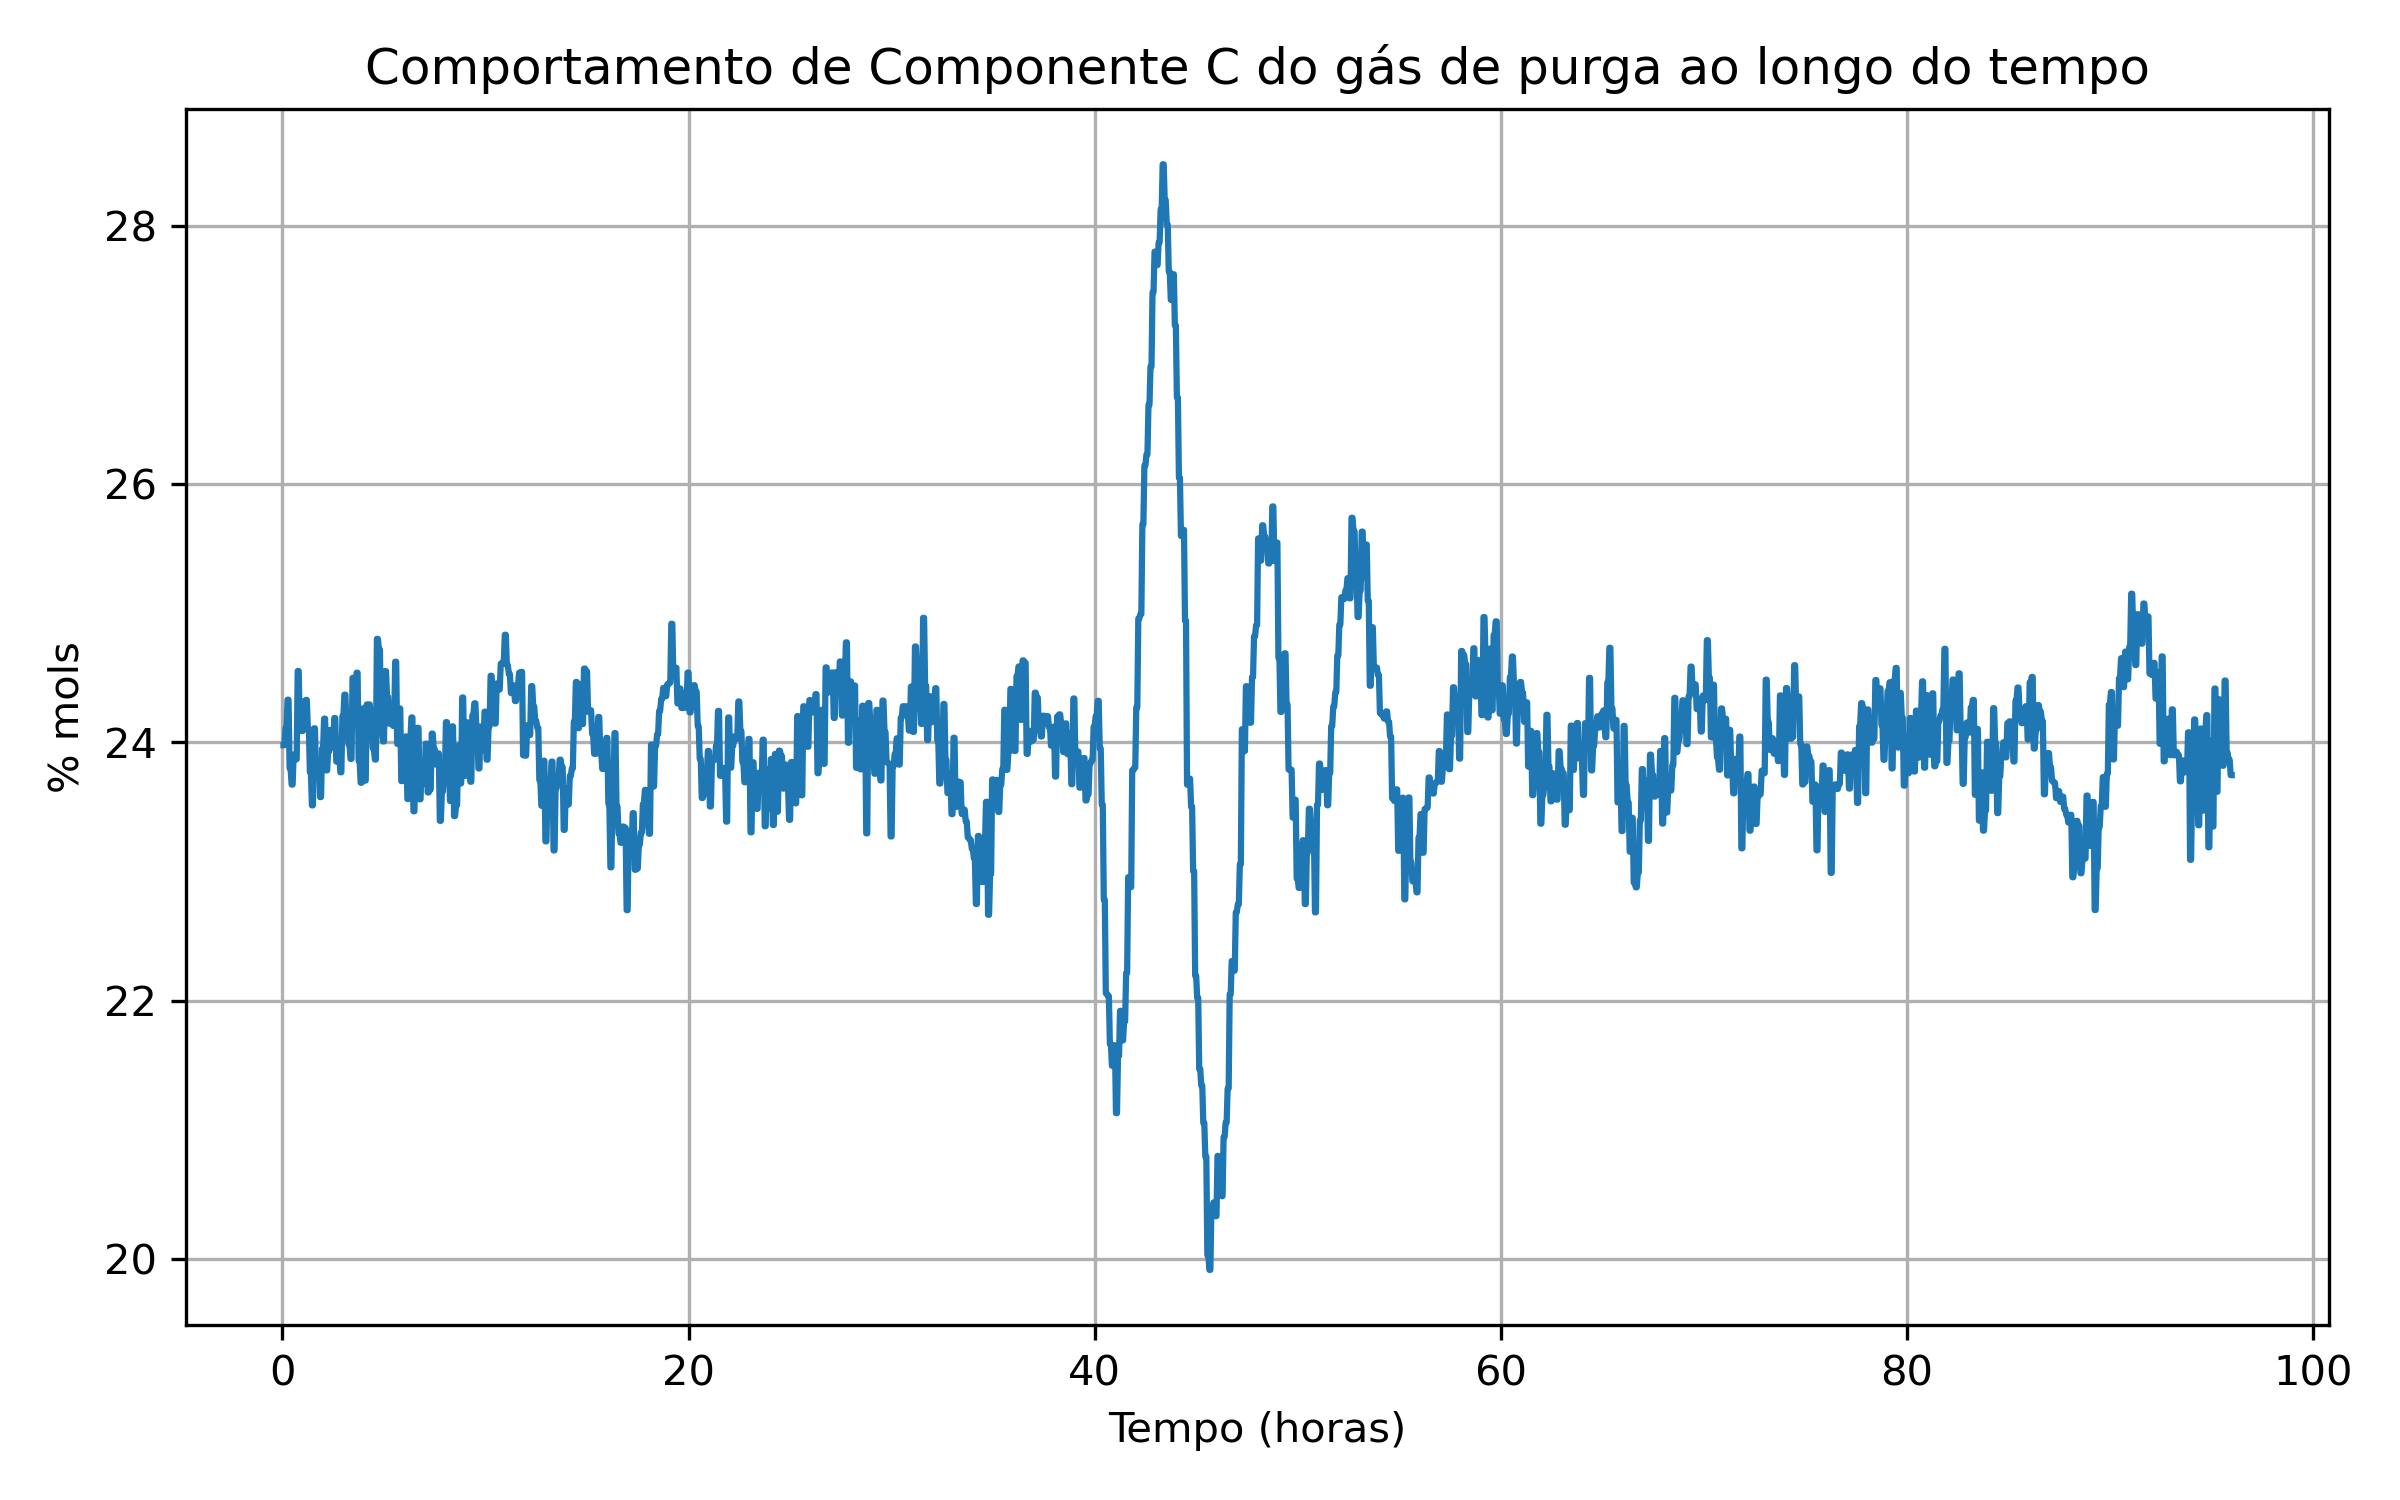 Comportamento de Componente C do gás de purga ao longo do tempo
% mols
28
26
24
22
20
0 20 40 60 80 100
Tempo (horas)